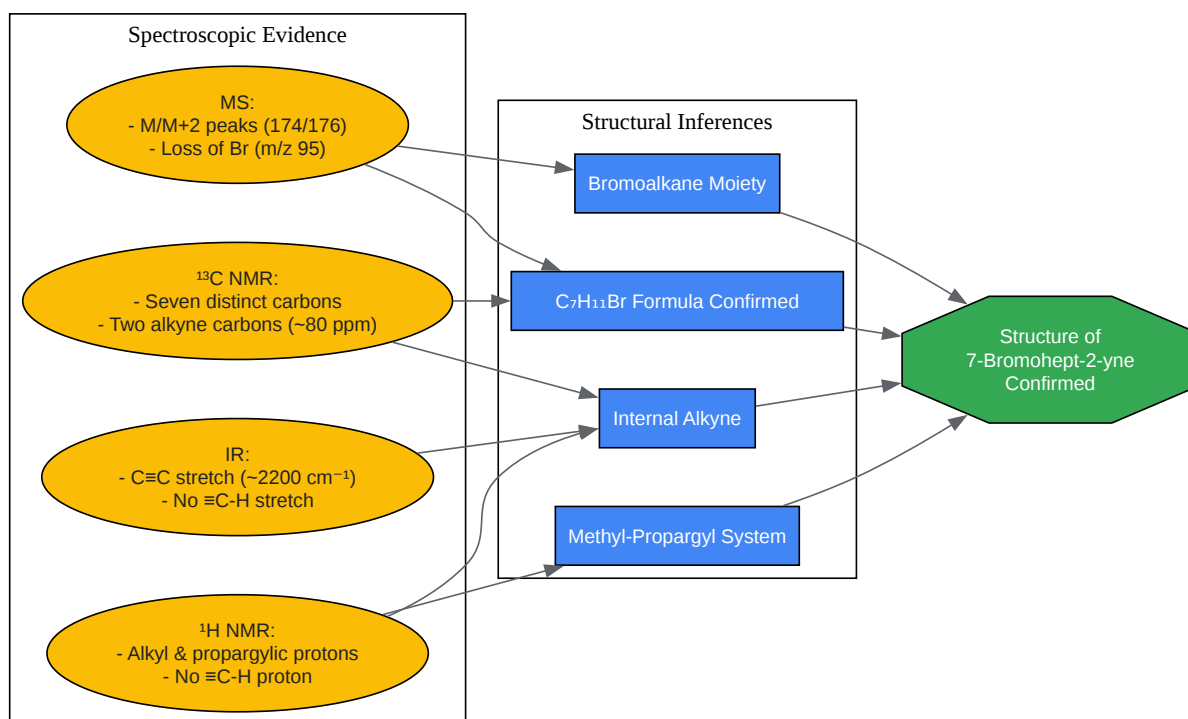 Spectroscopic Evidence
MS:
- M/M+2 peaks (174/176)
- Loss of Br (m/z 95)
¹³C NMR:
- Seven distinct carbons
- Two alkyne carbons (~80 ppm)
IR:
- C≡C stretch (~2200 cm⁻¹)
- No ≡C-H stretch
¹H NMR:
- Alkyl & propargylic protons
- No ≡C-H proton
Structural Inferences
Bromoalkane Moiety
C₇H₁₁Br Formula Confirmed
Internal Alkyne
Methyl-Propargyl System
Structure of
7-Bromohept-2-yne
Confirmed